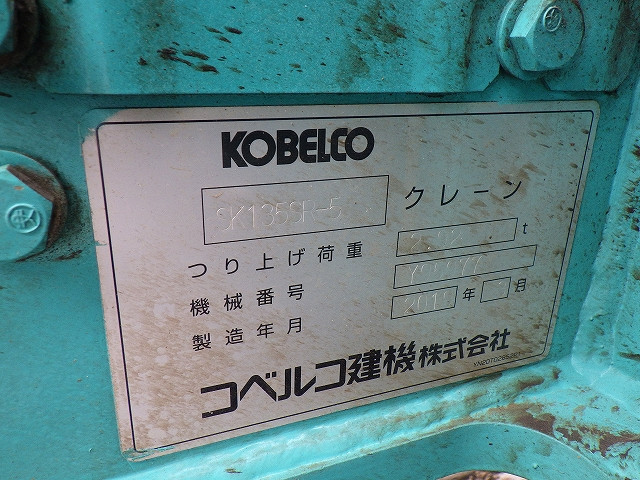 KOBELCO
SK135SR-5 クレーン
つり上げ荷重 t
機械番号
製造年月 年 月
コベルコ建機株式会社